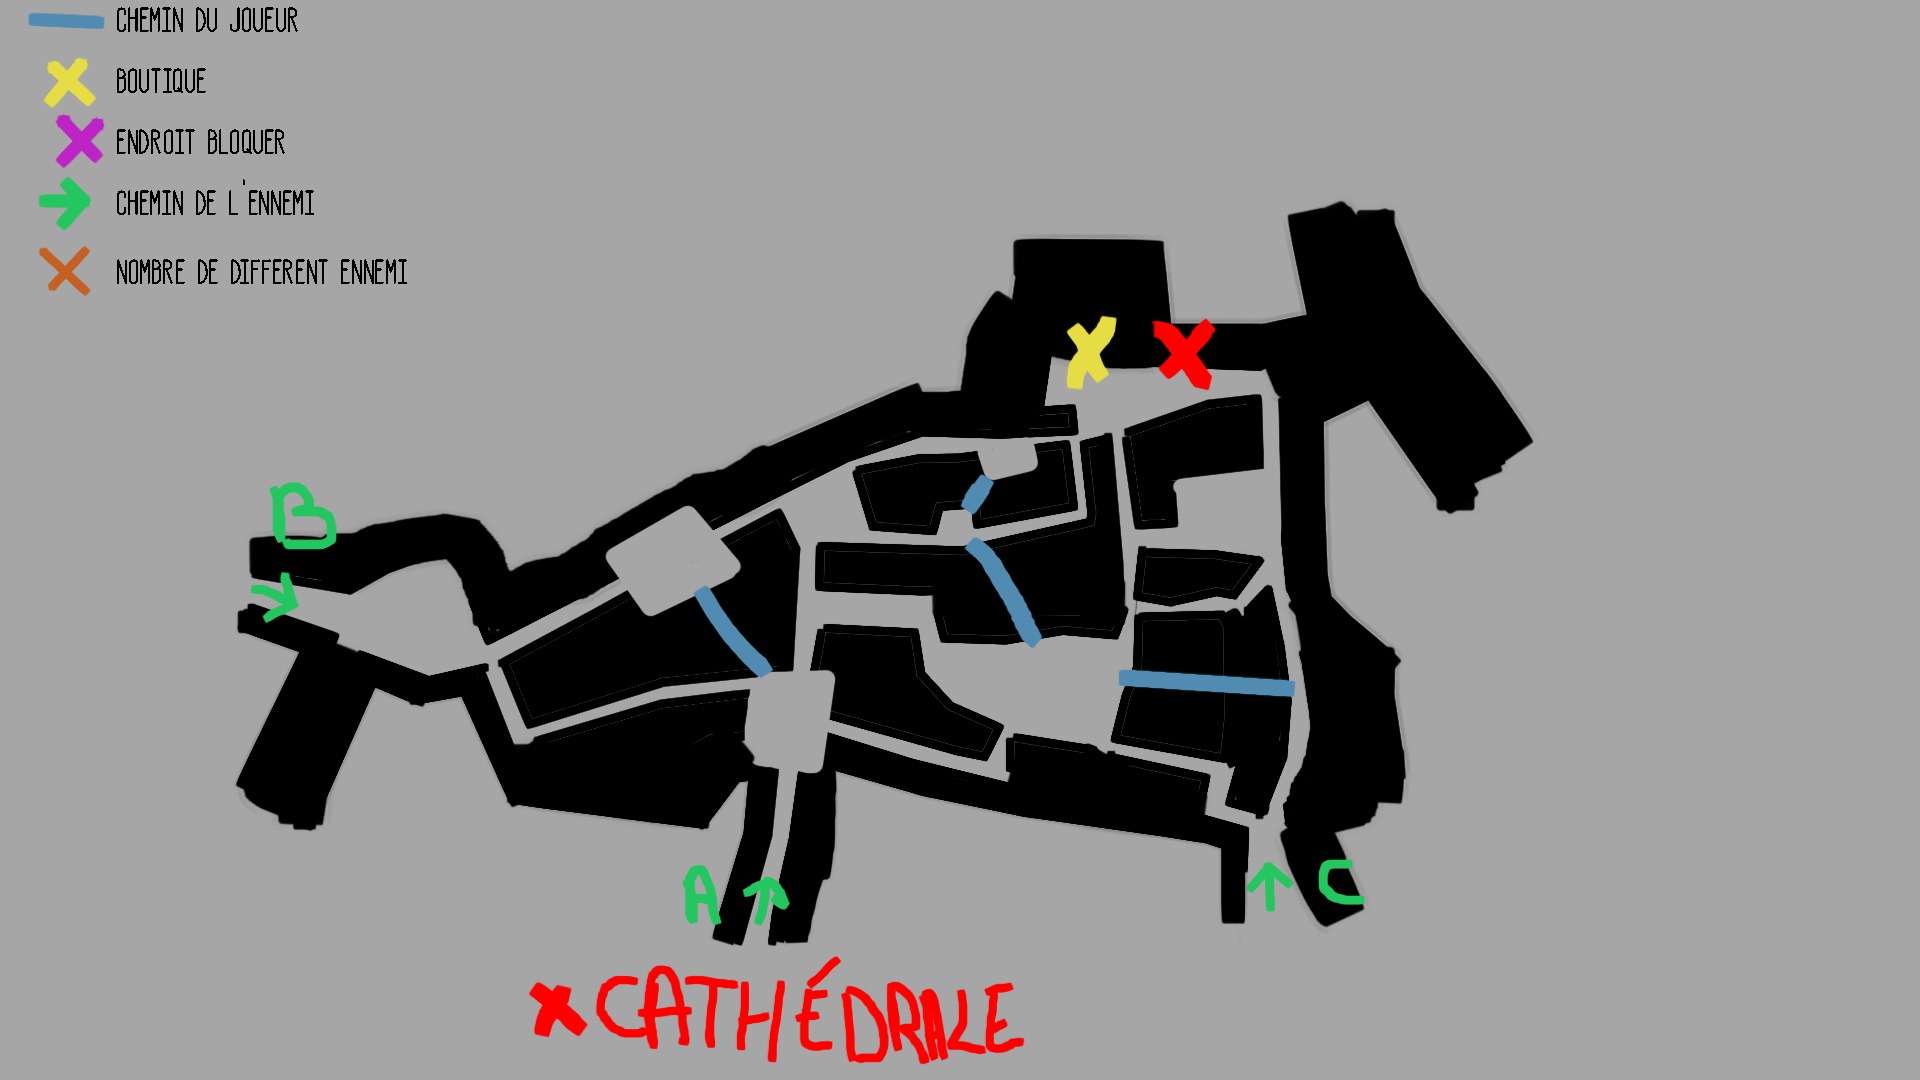 CHEMIN DU JOUEUR
BOUTIQUE
ENDROIT BLOQUER
CHEMIN DE L'ENNEMI
NOMBRE DE DIFFERENT ENNEMI
B
A
C
CATHÉDRALE